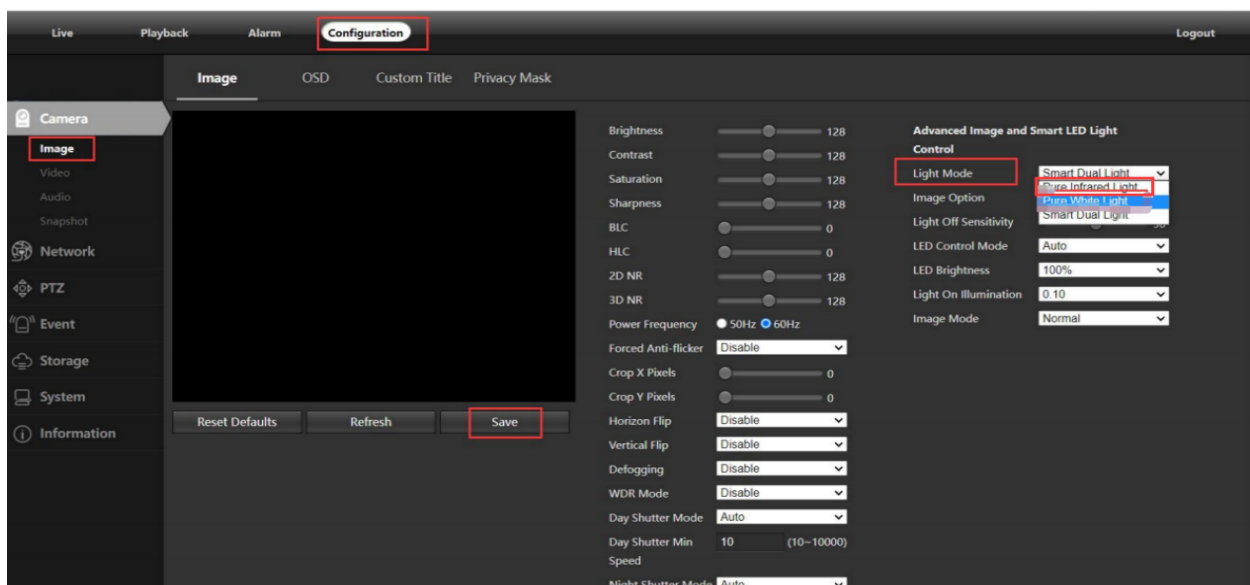 Live Playback Alarm Configuration Logout
Image OSD Custom Title Privacy Mask
Camera
Image
Video
Audio
Snapshot
Network
PTZ
Event
Storage
System
Information
Reset Defaults Refresh Save
Brightness 128
Contrast 128
Saturation 128
Sharpness 128
BLC 0
HLC 0
2D NR 128
3D NR 128
Power Frequency 50Hz 60Hz
Forced Anti-flicker Disable
Crop X Pixels 0
Crop Y Pixels 0
Horizon Flip Disable
Vertical Flip Disable
Defogging Disable
WDR Mode Disable
Day Shutter Mode Auto
Day Shutter Min 10 (10~10000)
Speed
Night Shutter Mode Auto
Advanced Image and Smart LED Light
Control
Light Mode Smart Dual Light
Pure Infrared Light
Image Option Pure White Light
Smart Dual Light
Light Off Sensitivity
LED Control Mode Auto
LED Brightness 100%
Light On Illumination 0.10
Image Mode Normal